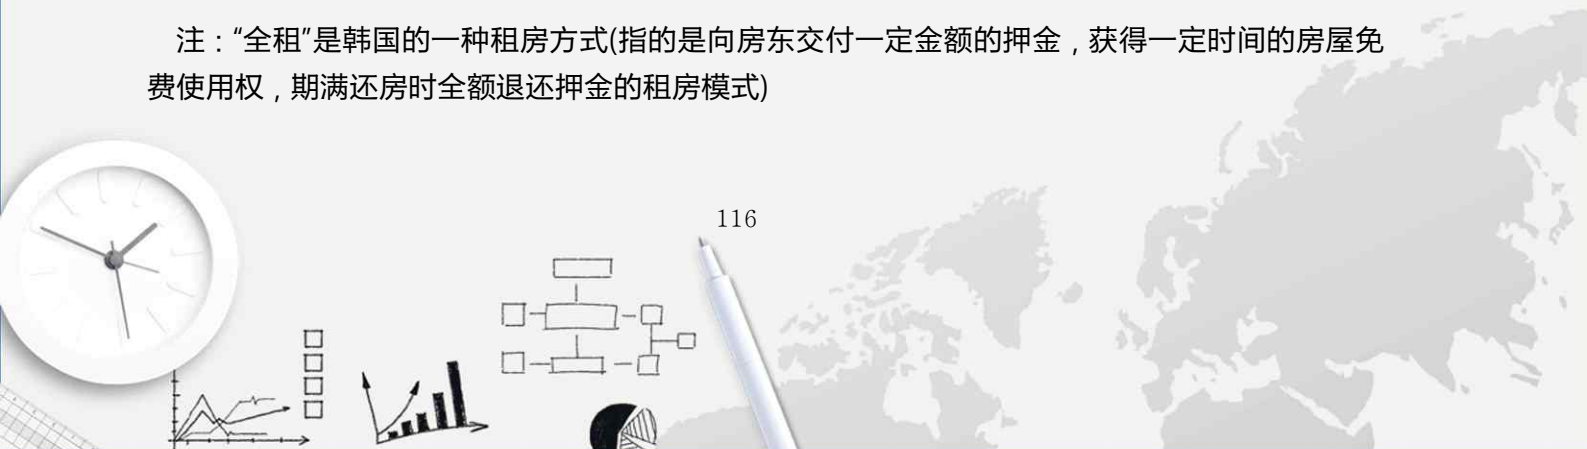 注：“全租”是韩国的一种租房方式(指的是向房东交付一定金额的押金，获得一定时间的房屋免
费使用权，期满还房时全额退还押金的租房模式)
116